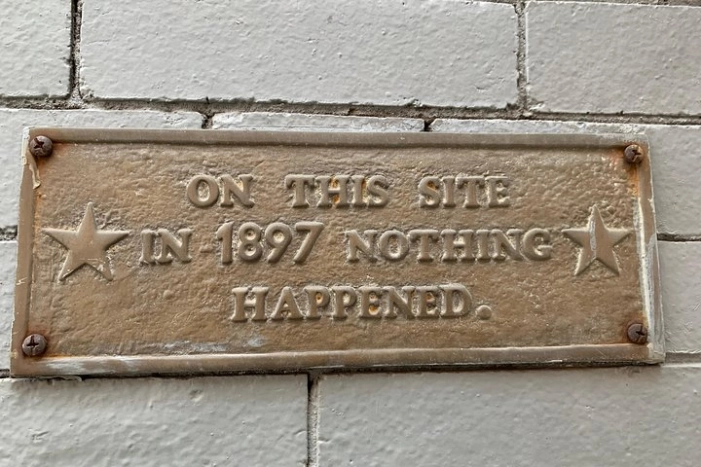 ON THIS SITE
IN 1897 NOTHING
HAPPENED.